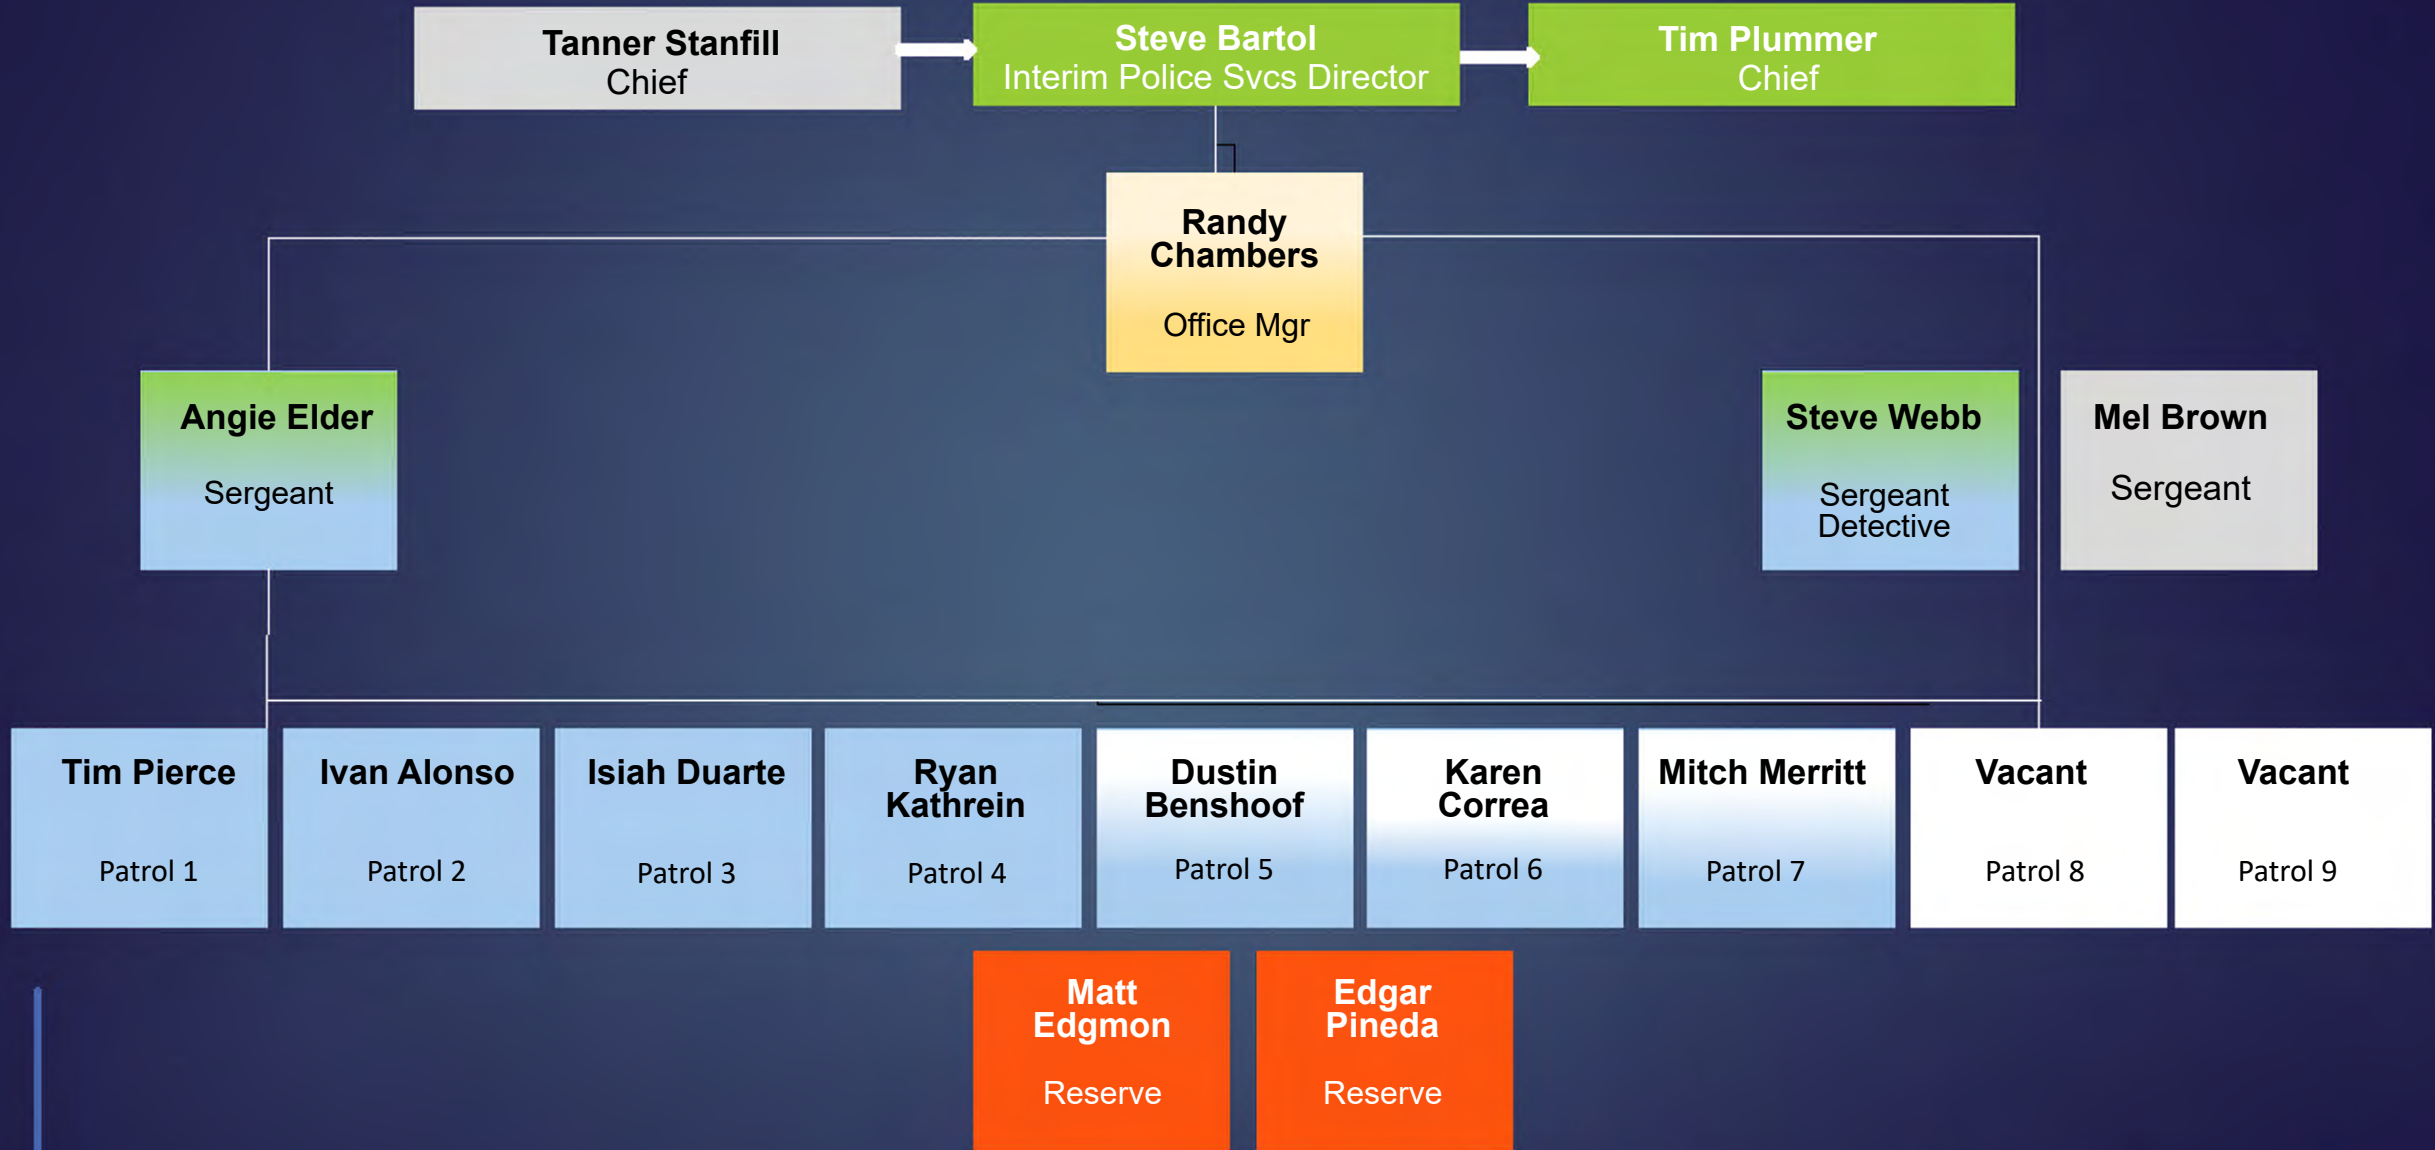 Tanner Stanfill
Chief
Steve Bartol
Interim Police Svcs Director
Tim Plummer
Chief
Randy
Chambers
Office Mgr
Angie Elder
Sergeant
Steve Webb
Sergeant
Detective
Mel Brown
Sergeant
Tim Pierce
Patrol 1
Ivan Alonso
Patrol 2
Isiah Duarte
Patrol 3
Ryan
Kathrein
Patrol 4
Dustin
Benshoof
Patrol 5
Karen
Correa
Patrol 6
Mitch Merritt
Patrol 7
Vacant
Patrol 8
Vacant
Patrol 9
Matt
Edgmon
Reserve
Edgar
Pineda
Reserve